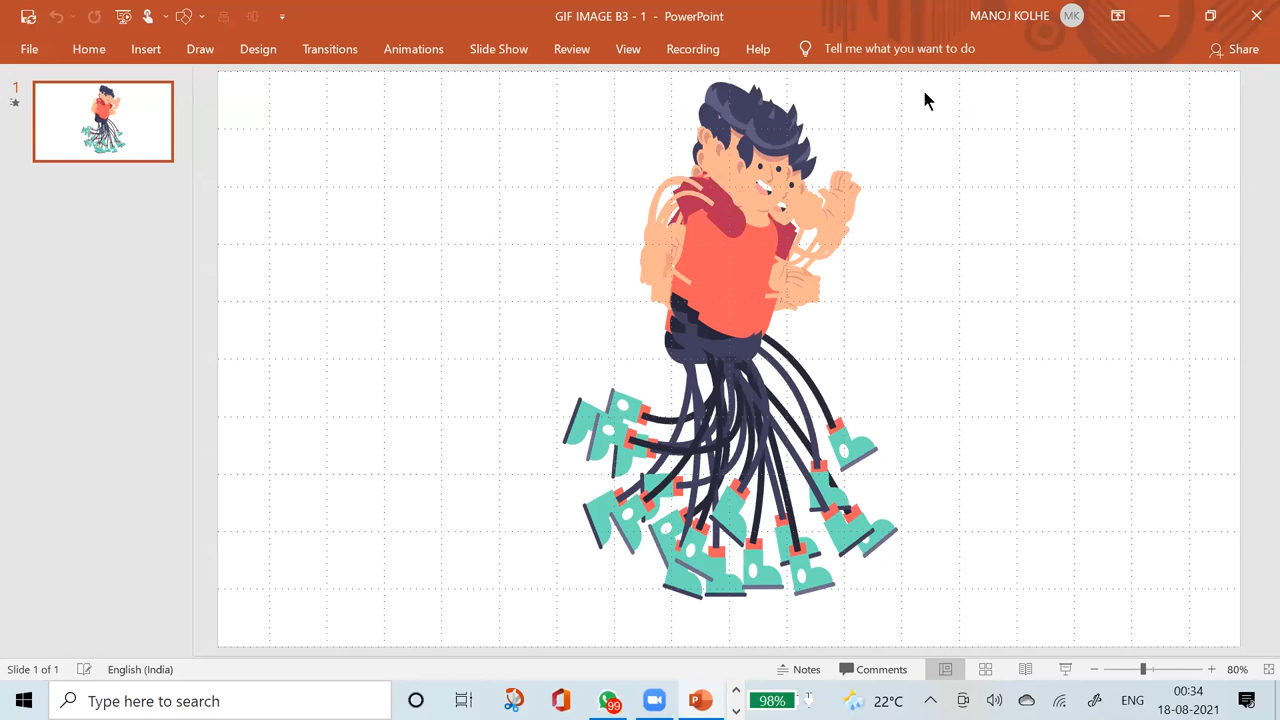 GIF IMAGE B3 - 1 - PowerPoint
MANOJ KOLHE
MK
File Home Insert Draw Design Transitions Animations Slide Show Review View Recording Help Tell me what you want to do Share
1
Slide 1 of 1 English (India) Notes Comments 80%
Type here to search 99 98% 22°C ENG 00:34
18-08-2021